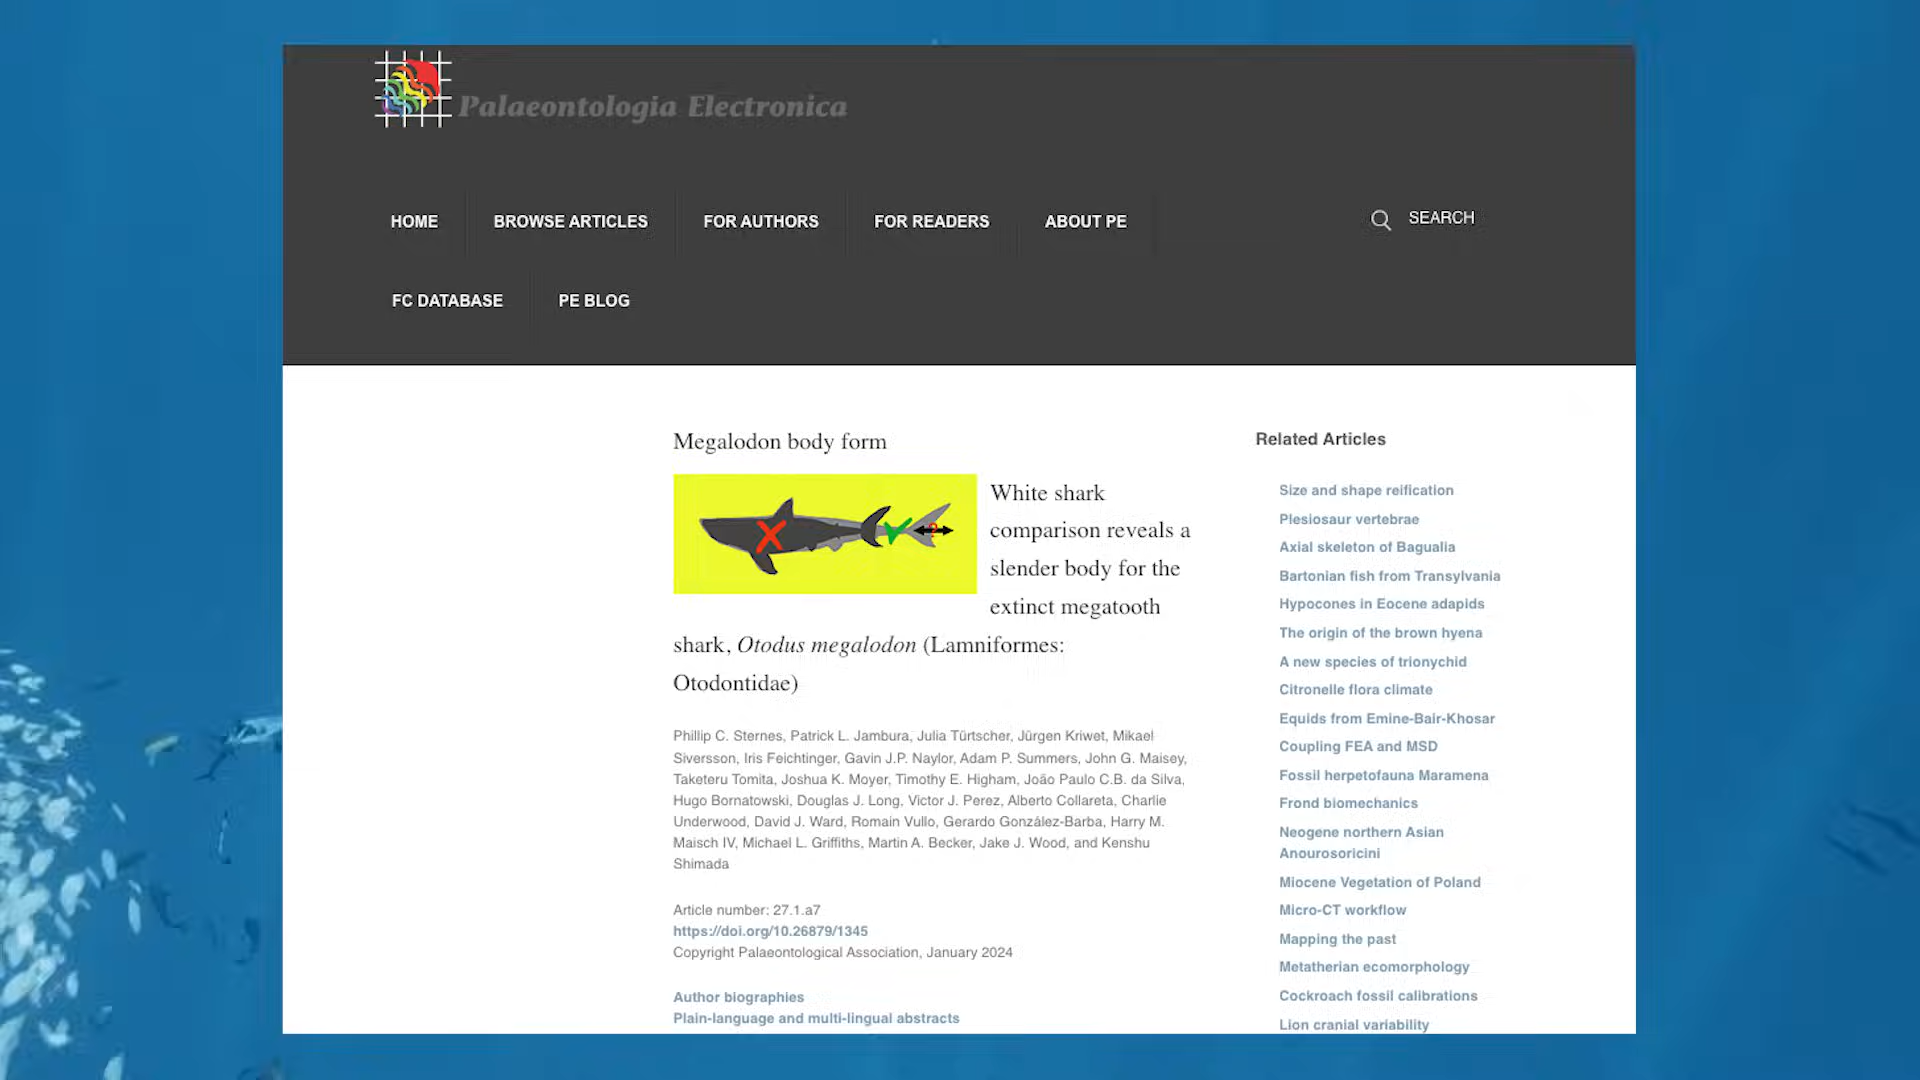 Palaeontologia Electronica
HOME
BROWSE ARTICLES
FOR AUTHORS
FOR READERS
ABOUT PE
SEARCH
FC DATABASE
PE BLOG
Megalodon body form
White shark
comparison reveals a
slender body for the
extinct megatooth
shark, Otodus megalodon (Lamniformes:
Otodontidae)
Phillip C. Sternes, Patrick L. Jambura, Julia Türtscher, Jürgen Kriwet, Mikael
Siversson, Iris Feichtinger, Gavin J.P. Naylor, Adam P. Summers, John G. Maisey,
Taketeru Tomita, Joshua K. Moyer, Timothy E. Higham, João Paulo C.B. da Silva,
Hugo Bornatowski, Douglas J. Long, Victor J. Perez, Alberto Collareta, Charlie
Underwood, David J. Ward, Romain Vullo, Gerardo González-Barba, Harry M.
Maisch IV, Michael L. Griffiths, Martin A. Becker, Jake J. Wood, and Kenshu
Shimada
Article number: 27.1.a7
https://doi.org/10.26879/1345
Copyright Palaeontological Association, January 2024
Author biographies
Plain-language and multi-lingual abstracts
Related Articles
Size and shape reification
Plesiosaur vertebrae
Axial skeleton of Bagualia
Bartonian fish from Transylvania
Hypocones in Eocene adapids
The origin of the brown hyena
A new species of trionychid
Citronelle flora climate
Equids from Emine-Bair-Khosar
Coupling FEA and MSD
Fossil herpetofauna Maramena
Frond biomechanics
Neogene northern Asian
Anourosoricini
Miocene Vegetation of Poland
Micro-CT workflow
Mapping the past
Metatherian ecomorphology
Cockroach fossil calibrations
Lion cranial variability